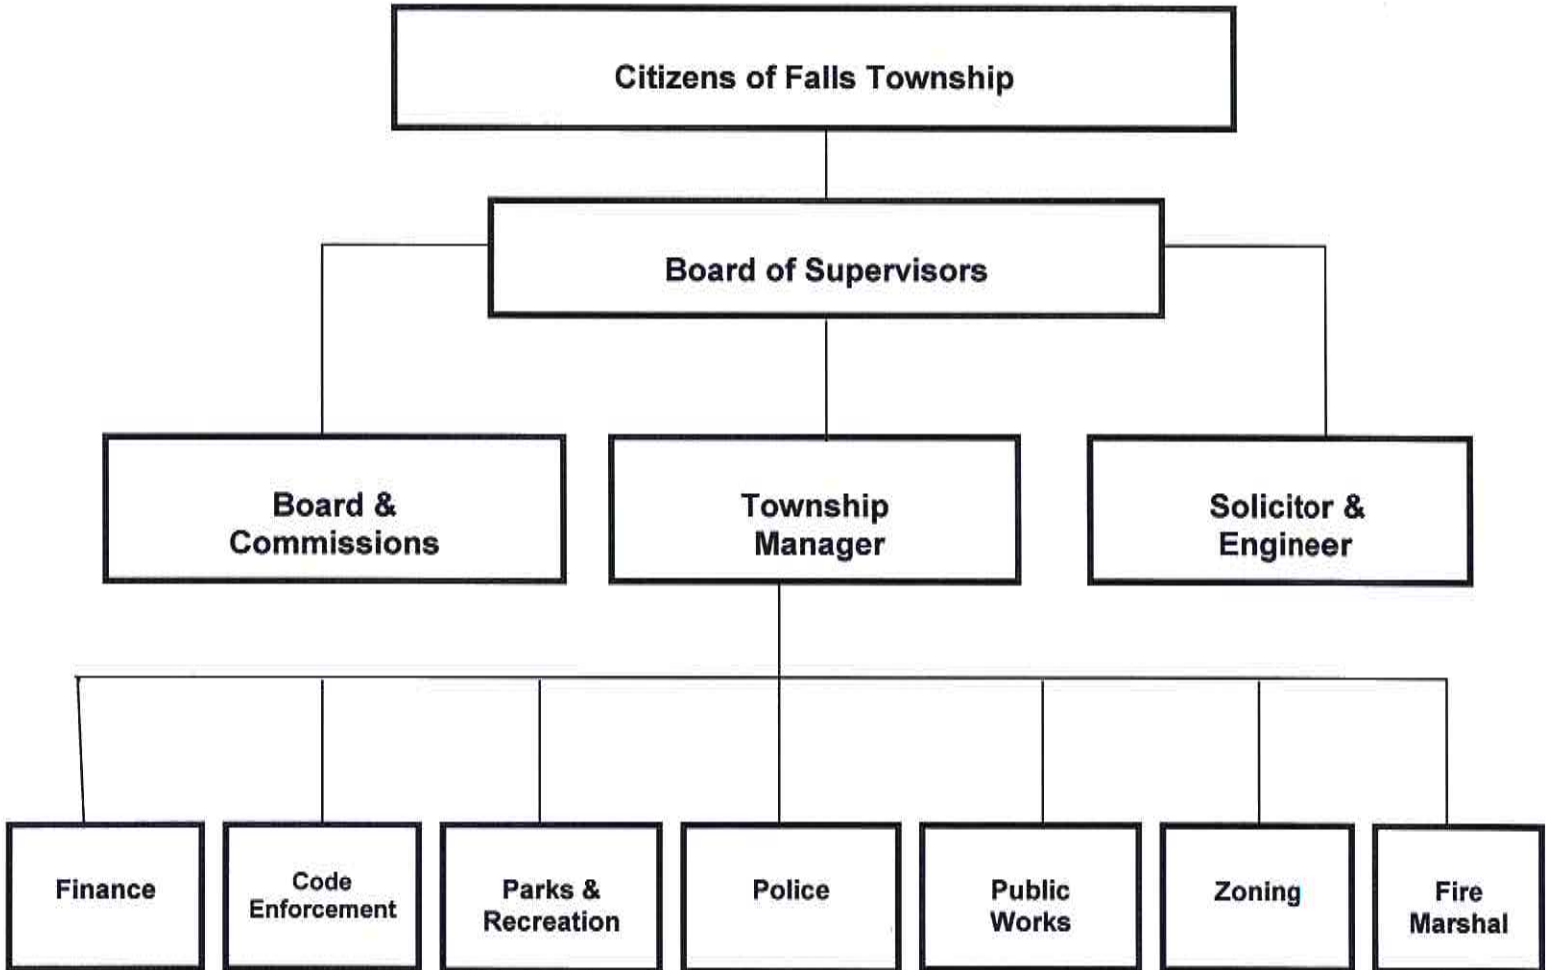 Citizens of Falls Township
Board of Supervisors
Board &
Commissions
Township
Manager
Solicitor &
Engineer
Finance
Code
Enforcement
Parks &
Recreation
Police
Public
Works
Zoning
Fire
Marshal